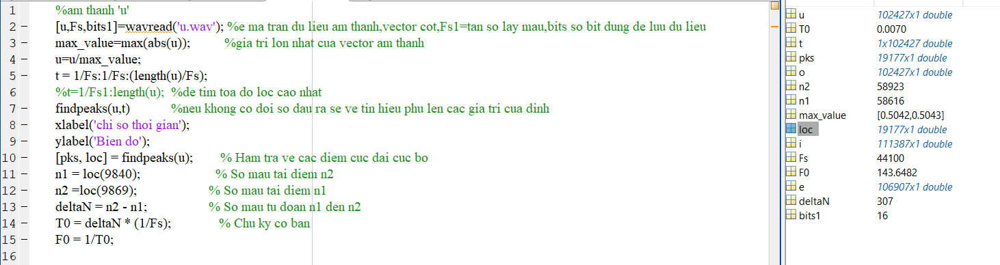 1 %am thanh 'u'
2 [u,Fs,bits1]=wavread('u.wav'); %e ma tran du lieu am thanh,vector cot,Fs1=tan so lay mau,bits so bit dung de luu du lieu
3 max_value=max(abs(u)); %gia tri lon nhat cua vector am thanh
4 u=u/max_value;
5 t = 1/Fs:1/Fs:(length(u)/Fs);
6 %t=1/Fs1:length(u); %de tim toa do loc cao nhat
7 findpeaks(u,t) %neu khong co doi so dau ra se ve tin hieu phu len cac gia tri cua dinh
8 xlabel('chi so thoi gian');
9 ylabel('Bien do');
10 [pks, loc] = findpeaks(u); % Ham tra ve cac diem cuc dai cuc bo
11 n1 = loc(9840); % So mau tai diem n2
12 n2 =loc(9869); % So mau tai diem n1
13 deltaN = n2 - n1; % So mau tu doan n1 den n2
14 T0 = deltaN * (1/Fs); % Chu ky co ban
15 F0 = 1/T0;
16
u 102427x1 double
T0 0.0070
t 1x102427 double
pks 19177x1 double
o 102427x1 double
n2 58923
n1 58616
max_value [0.5042,0.5043]
loc 19177x1 double
i 111387x1 double
Fs 44100
F0 143.6482
e 106907x1 double
deltaN 307
bits1 16